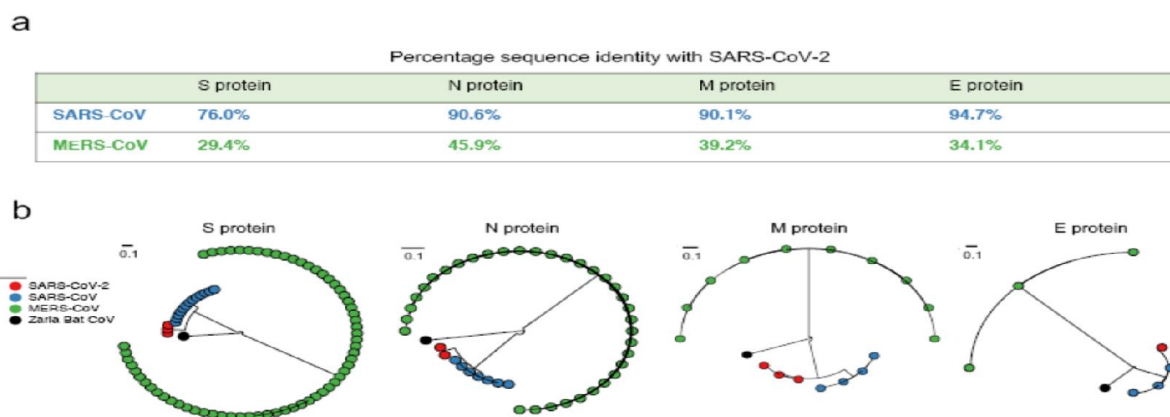 a
Percentage sequence identity with SARS-CoV-2
S protein N protein M protein E protein
SARS-CoV 76.0% 90.6% 90.1% 94.7%
MERS-CoV 29.4% 45.9% 39.2% 34.1%
b
S protein N protein M protein E protein
0.1 0.1 0.1 0.1
SARS-CoV-2
SARS-CoV
MERS-CoV
Zaria Bat CoV